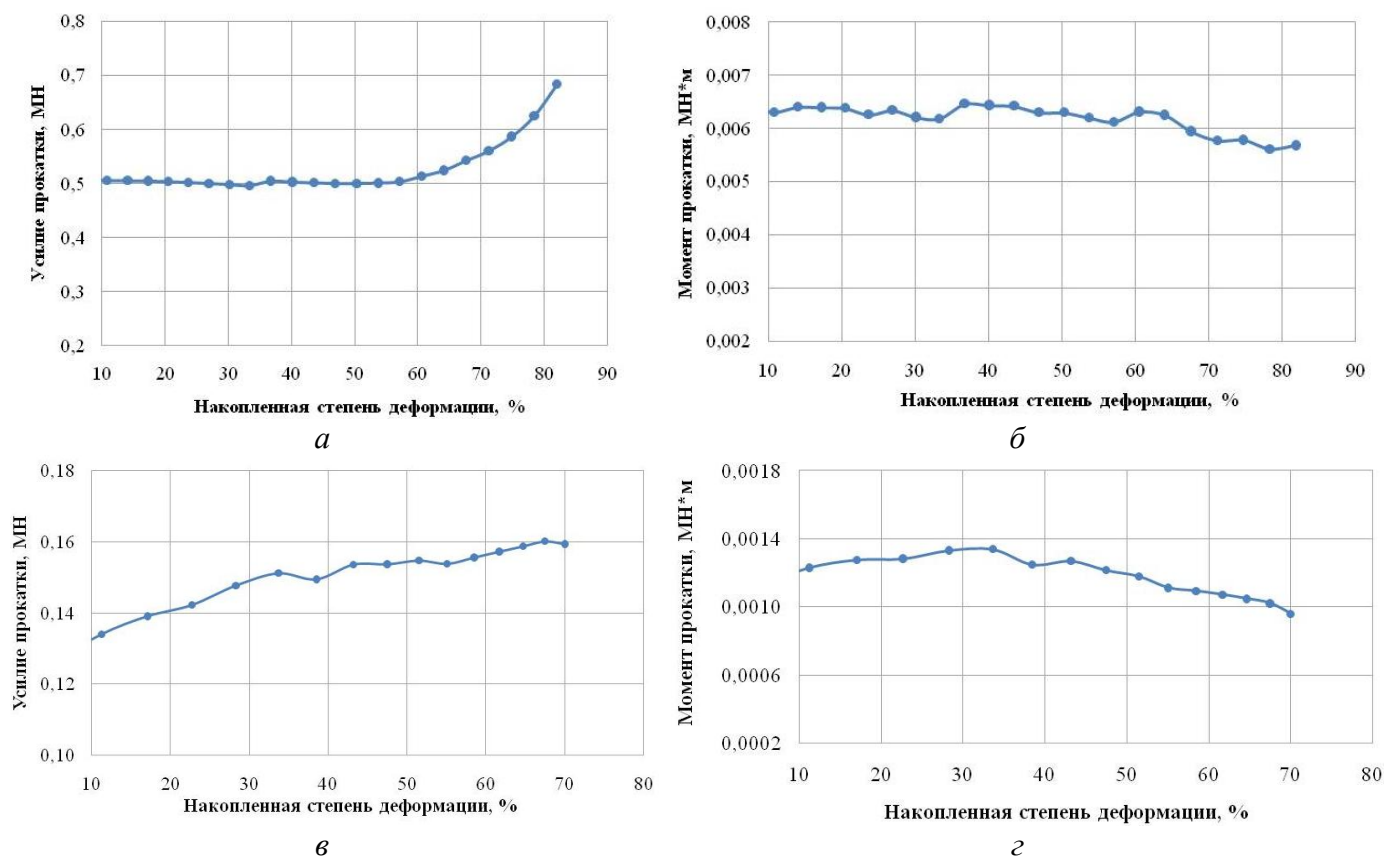 Усилие прокатки, МН
0,8
0,7
0,6
0,5
0,4
0,3
0,2
10 20 30 40 50 60 70 80 90
Накопленная степень деформации, %
а
Момент прокатки, МН*м
0,008
0,007
0,006
0,005
0,004
0,003
0,002
10 20 30 40 50 60 70 80 90
Накопленная степень деформации, %
б
Усилие прокатки, МН
0,18
0,16
0,14
0,12
0,10
10 20 30 40 50 60 70 80
Накопленная степень деформации, %
в
Момент прокатки, МН*м
0,0018
0,0014
0,0010
0,0006
0,0002
10 20 30 40 50 60 70 80
Накопленная степень деформации, %
г